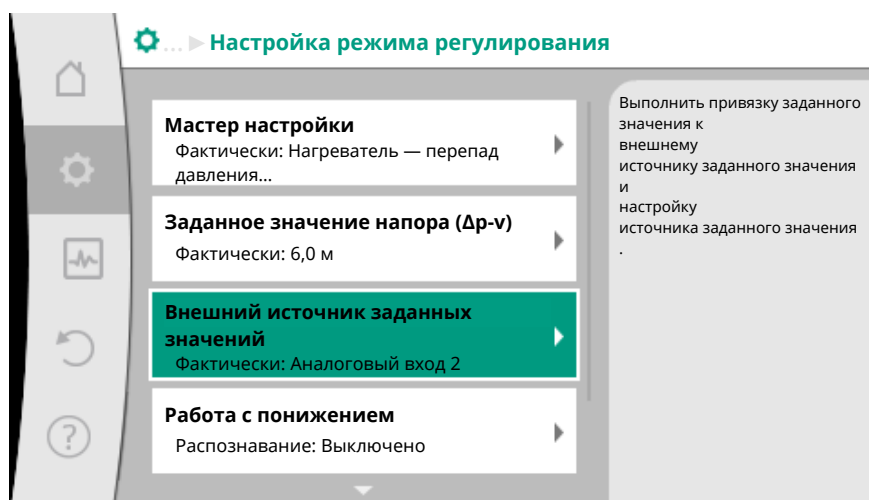 ... Настройка режима регулирования
Мастер настройки
Фактически: Нагреватель — перепад
давления...
Заданное значение напора (Δp-v)
Фактически: 6,0 м
Внешний источник заданных
значений
Фактически: Аналоговый вход 2
Работа с понижением
Распознавание: Выключено
Выполнить привязку заданного
значения к
внешнему
источнику заданного значения
и
настройку
источника заданного значения
.
?